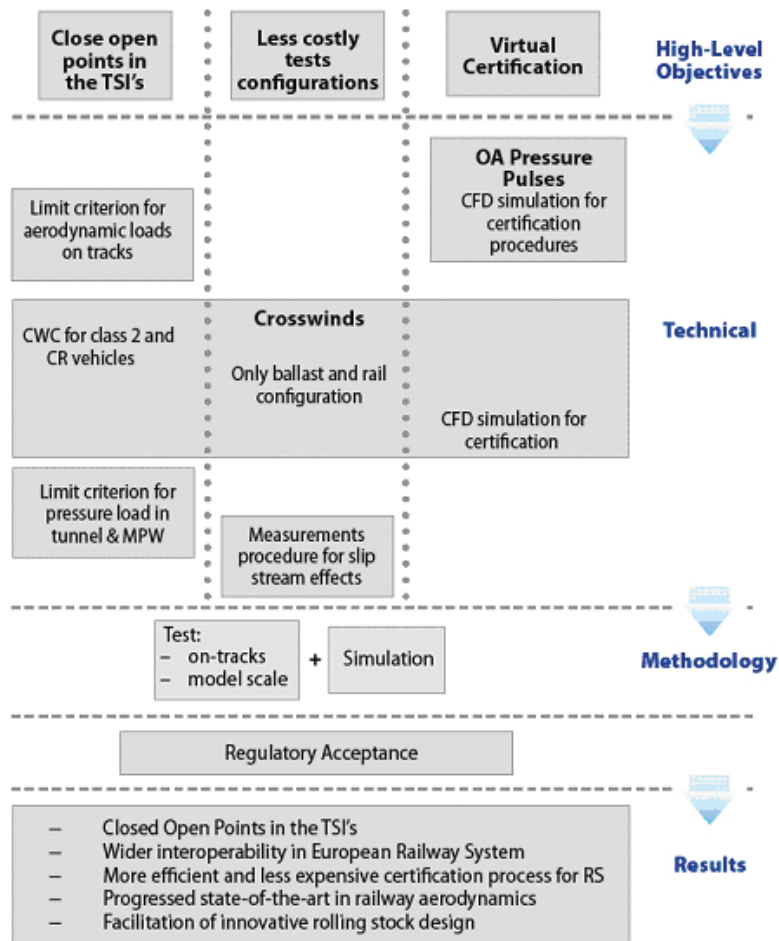 Close open
points in
the TSI's
Less costly
tests
configurations
Virtual
Certification
High-Level
Objectives
OA Pressure
Pulses
CFD simulation for
certification
procedures
Limit criterion for
aerodynamic loads
on tracks
Crosswinds
CWC for class 2 and
CR vehicles
Only ballast and rail
configuration
CFD simulation for
certification
Technical
Limit criterion for
pressure load in
tunnel & MPW
Measurements
procedure for slip
stream effects
Test:
– on-tracks
– model scale
+
Simulation
Methodology
Regulatory Acceptance
– Closed Open Points in the TSI's
– Wider interoperability in European Railway System
– More efficient and less expensive certification process for RS
– Progressed state-of-the-art in railway aerodynamics
– Facilitation of innovative rolling stock design
Results